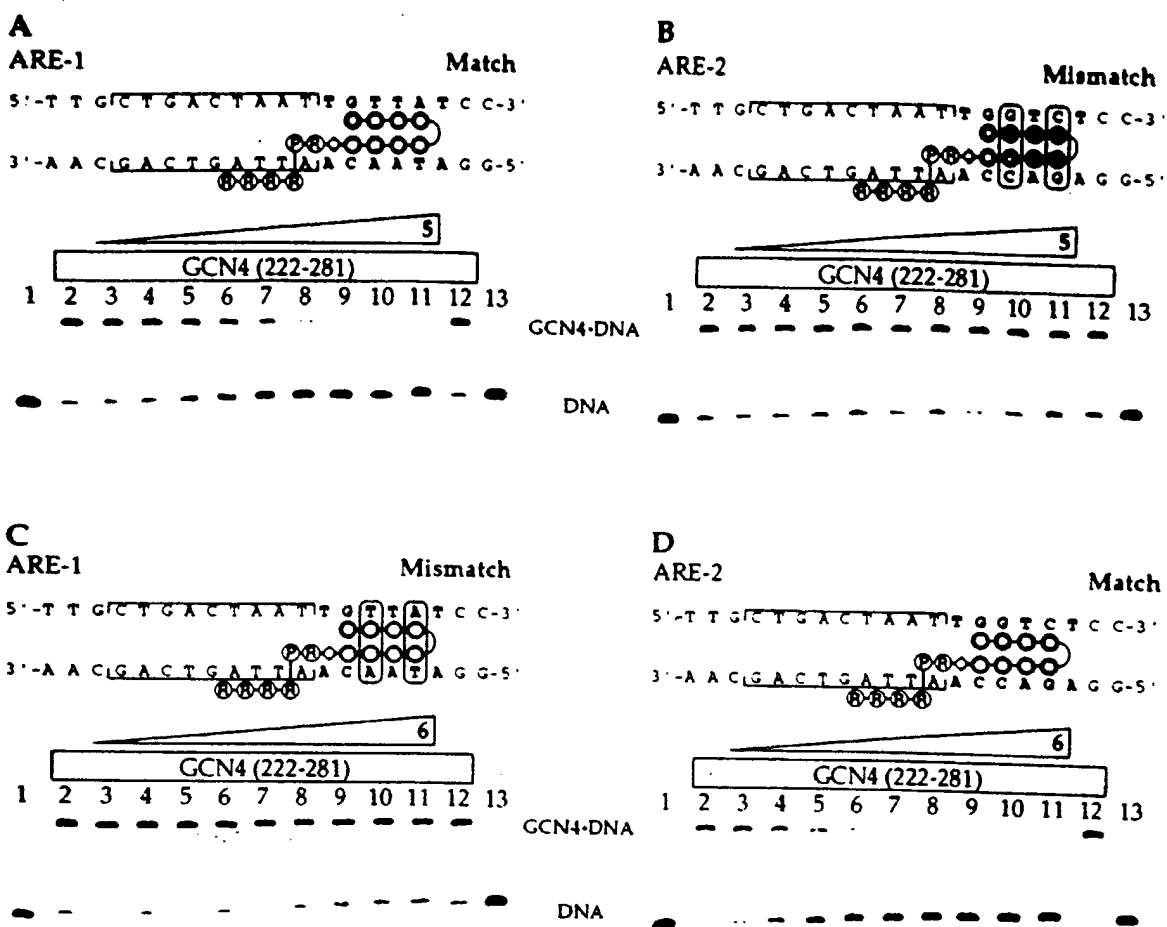 A
ARE-1 Match
5'-T T G C T G A C T A A T T G T T A T C C-3'
P R
3'-A A C G A C T G A T T A A C A A T A G G-5'
R R R R
5
GCN4 (222-281)
1 2 3 4 5 6 7 8 9 10 11 12 13
B
ARE-2 Mismatch
5'-T T G C T G A C T A A T T G G T C T C C-3'
P R
3'-A A C G A C T G A T T A A C C A G A G G-5'
R R R R
5
GCN4 (222-281)
1 2 3 4 5 6 7 8 9 10 11 12 13
GCN4•DNA
DNA
C
ARE-1 Mismatch
5'-T T G C T G A C T A A T T G T T A T C C-3'
P R
3'-A A C G A C T G A T T A A C A A T A G G-5'
R R R R
6
GCN4 (222-281)
1 2 3 4 5 6 7 8 9 10 11 12 13
D
ARE-2 Match
5'-T T G C T G A C T A A T T G G T C T C C-3'
P R
3'-A A C G A C T G A T T A A C C A G A G G-5'
R R R R
6
GCN4 (222-281)
1 2 3 4 5 6 7 8 9 10 11 12 13
GCN4•DNA
DNA